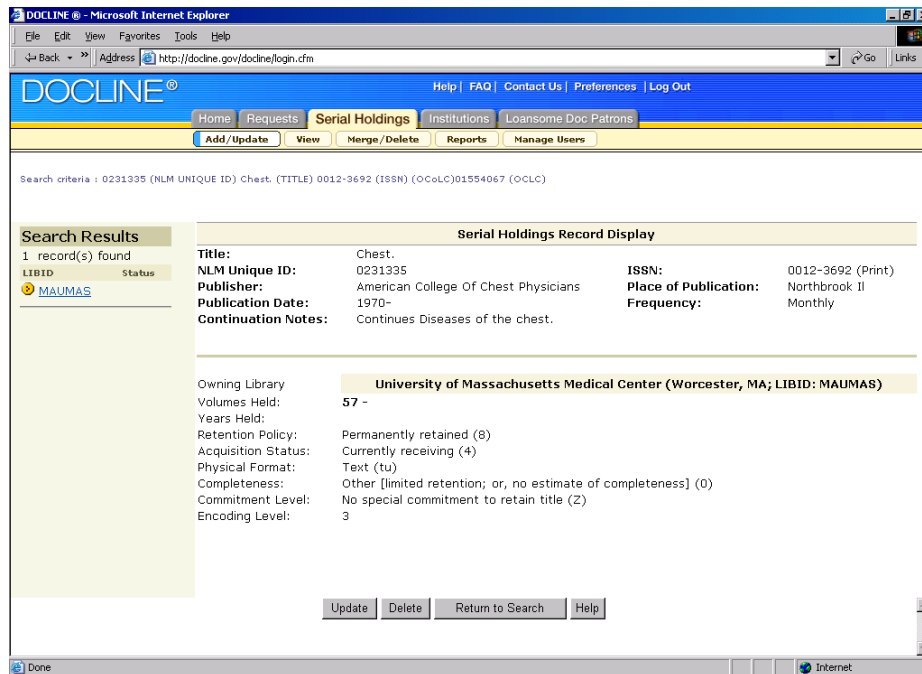 DOCLINE ® - Microsoft Internet Explorer
File Edit View Favorites Tools Help
Back » Address http://docline.gov/docline/login.cfm Go Links
DOCLINE® Help | FAQ | Contact Us | Preferences | Log Out
Home Requests Serial Holdings Institutions Loansome Doc Patrons
Add/Update View Merge/Delete Reports Manage Users
Search criteria : 0231335 (NLM UNIQUE ID) Chest. (TITLE) 0012-3692 (ISSN) (OCoLC)01554067 (OCLC)
Search Results
1 record(s) found
LIBID Status
MAUMAS
Serial Holdings Record Display
Title: Chest.
NLM Unique ID: 0231335 ISSN: 0012-3692 (Print)
Publisher: American College Of Chest Physicians Place of Publication: Northbrook Il
Publication Date: 1970- Frequency: Monthly
Continuation Notes: Continues Diseases of the chest.
Owning Library University of Massachusetts Medical Center (Worcester, MA; LIBID: MAUMAS)
Volumes Held: 57 -
Years Held:
Retention Policy: Permanently retained (8)
Acquisition Status: Currently receiving (4)
Physical Format: Text (tu)
Completeness: Other [limited retention; or, no estimate of completeness] (0)
Commitment Level: No special commitment to retain title (Z)
Encoding Level: 3
Update Delete Return to Search Help
Done Internet